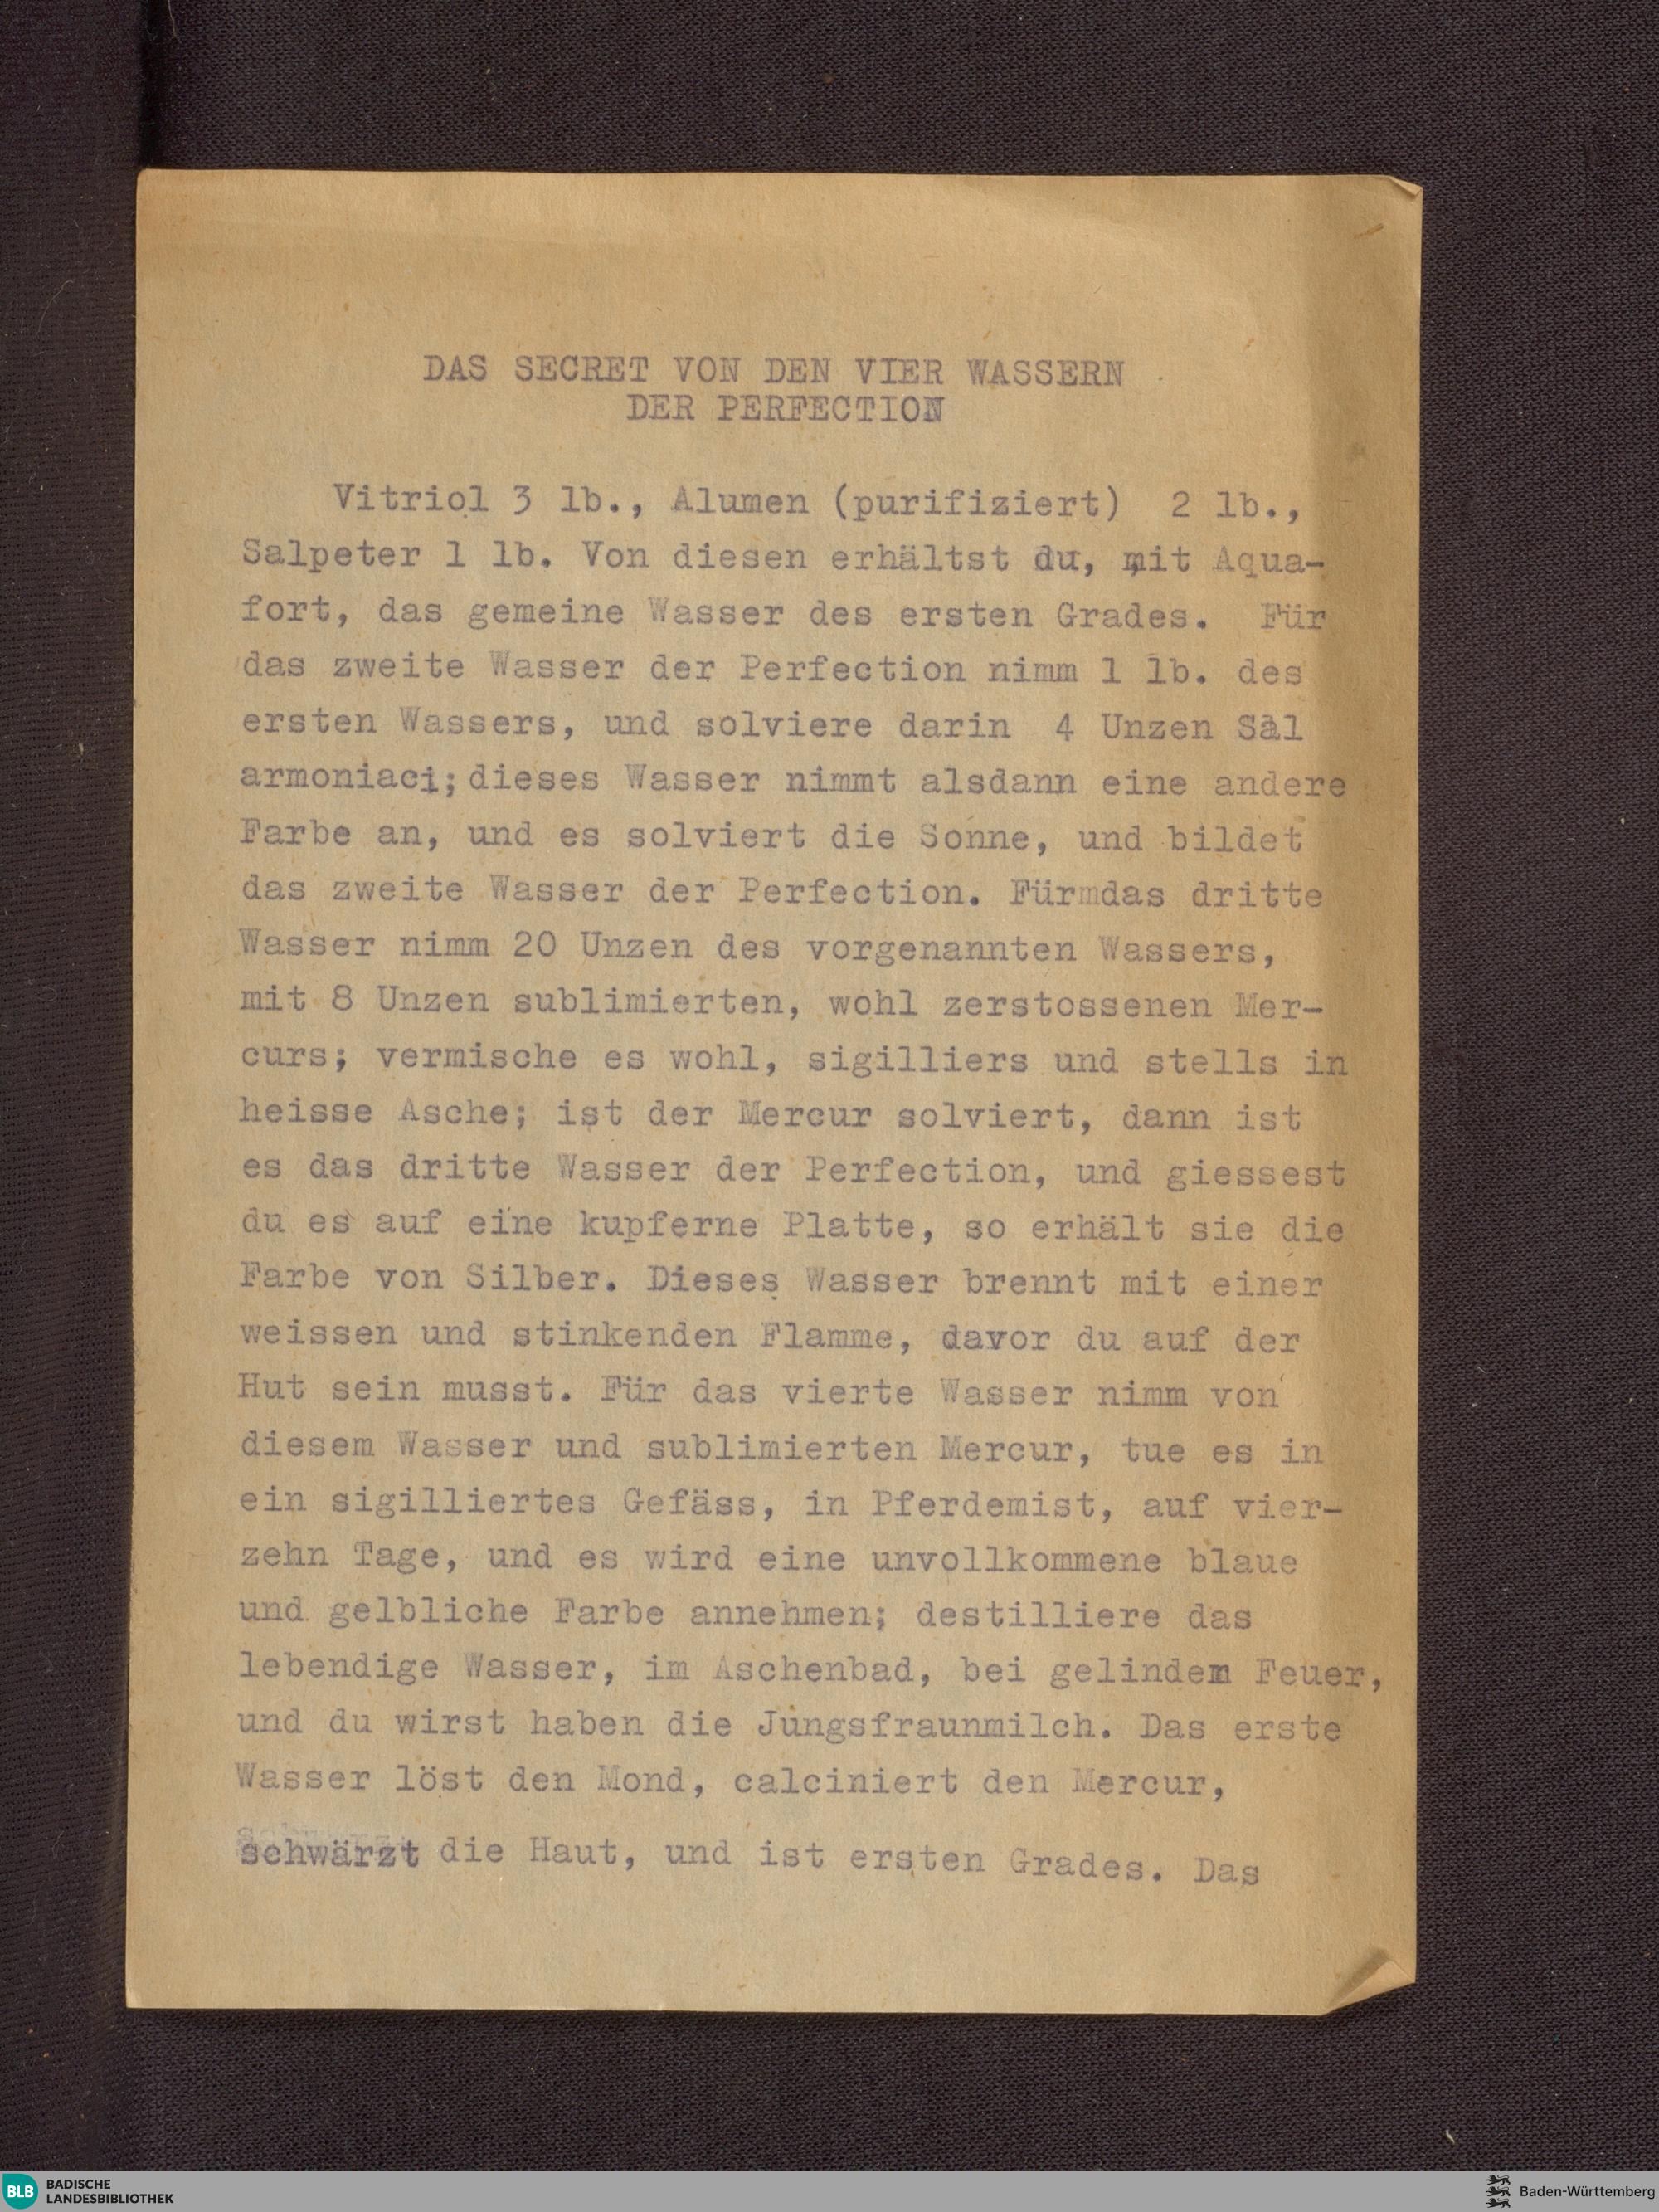 DAS SECRET VON DEN VIER WASSERN
DER PERFECTION
Vitriol 3 lb., Alumen (purifiziert) 2 lb.,
Salpeter 1 lb. Von diesen erhältst du, mit Aqua-
fort, das gemeine Wasser des ersten Grades. Für
das zweite Wasser der Perfection nimm 1 lb. des
ersten Wassers, und solviere darin 4 Unzen Sal
armoniaci; dieses Wasser nimmt alsdann eine andere
Farbe an, und es solviert die Sonne, und bildet
das zweite Wasser der Perfection. Fürmdas dritte
Wasser nimm 20 Unzen des vorgenannten Wassers,
mit 8 Unzen sublimierten, wohl zerstossenen Mer-
curs; vermische es wohl, sigilliers und stells in
heisse Asche; ist der Mercur solviert, dann ist
es das dritte Wasser der Perfection, und giessest
du es auf eine kupferne Platte, so erhält sie die
Farbe von Silber. Dieses Wasser brennt mit einer
weissen und stinkenden Flamme, davor du auf der
Hut sein musst. Für das vierte Wasser nimm von
diesem Wasser und sublimierten Mercur, tue es in
ein sigilliertes Gefäss, in Pferdemist, auf vier-
zehn Tage, und es wird eine unvollkommene blaue
und gelbliche Farbe annehmen; destilliere das
lebendige Wasser, im Aschenbad, bei gelindem Feuer,
und du wirst haben die Jungsfraunmilch. Das erste
Wasser löst den Mond, calciniert den Mercur,
schwärzt die Haut, und ist ersten Grades. Das
BLB BADISCHE
LANDESBIBLIOTHEK
Baden-Württemberg